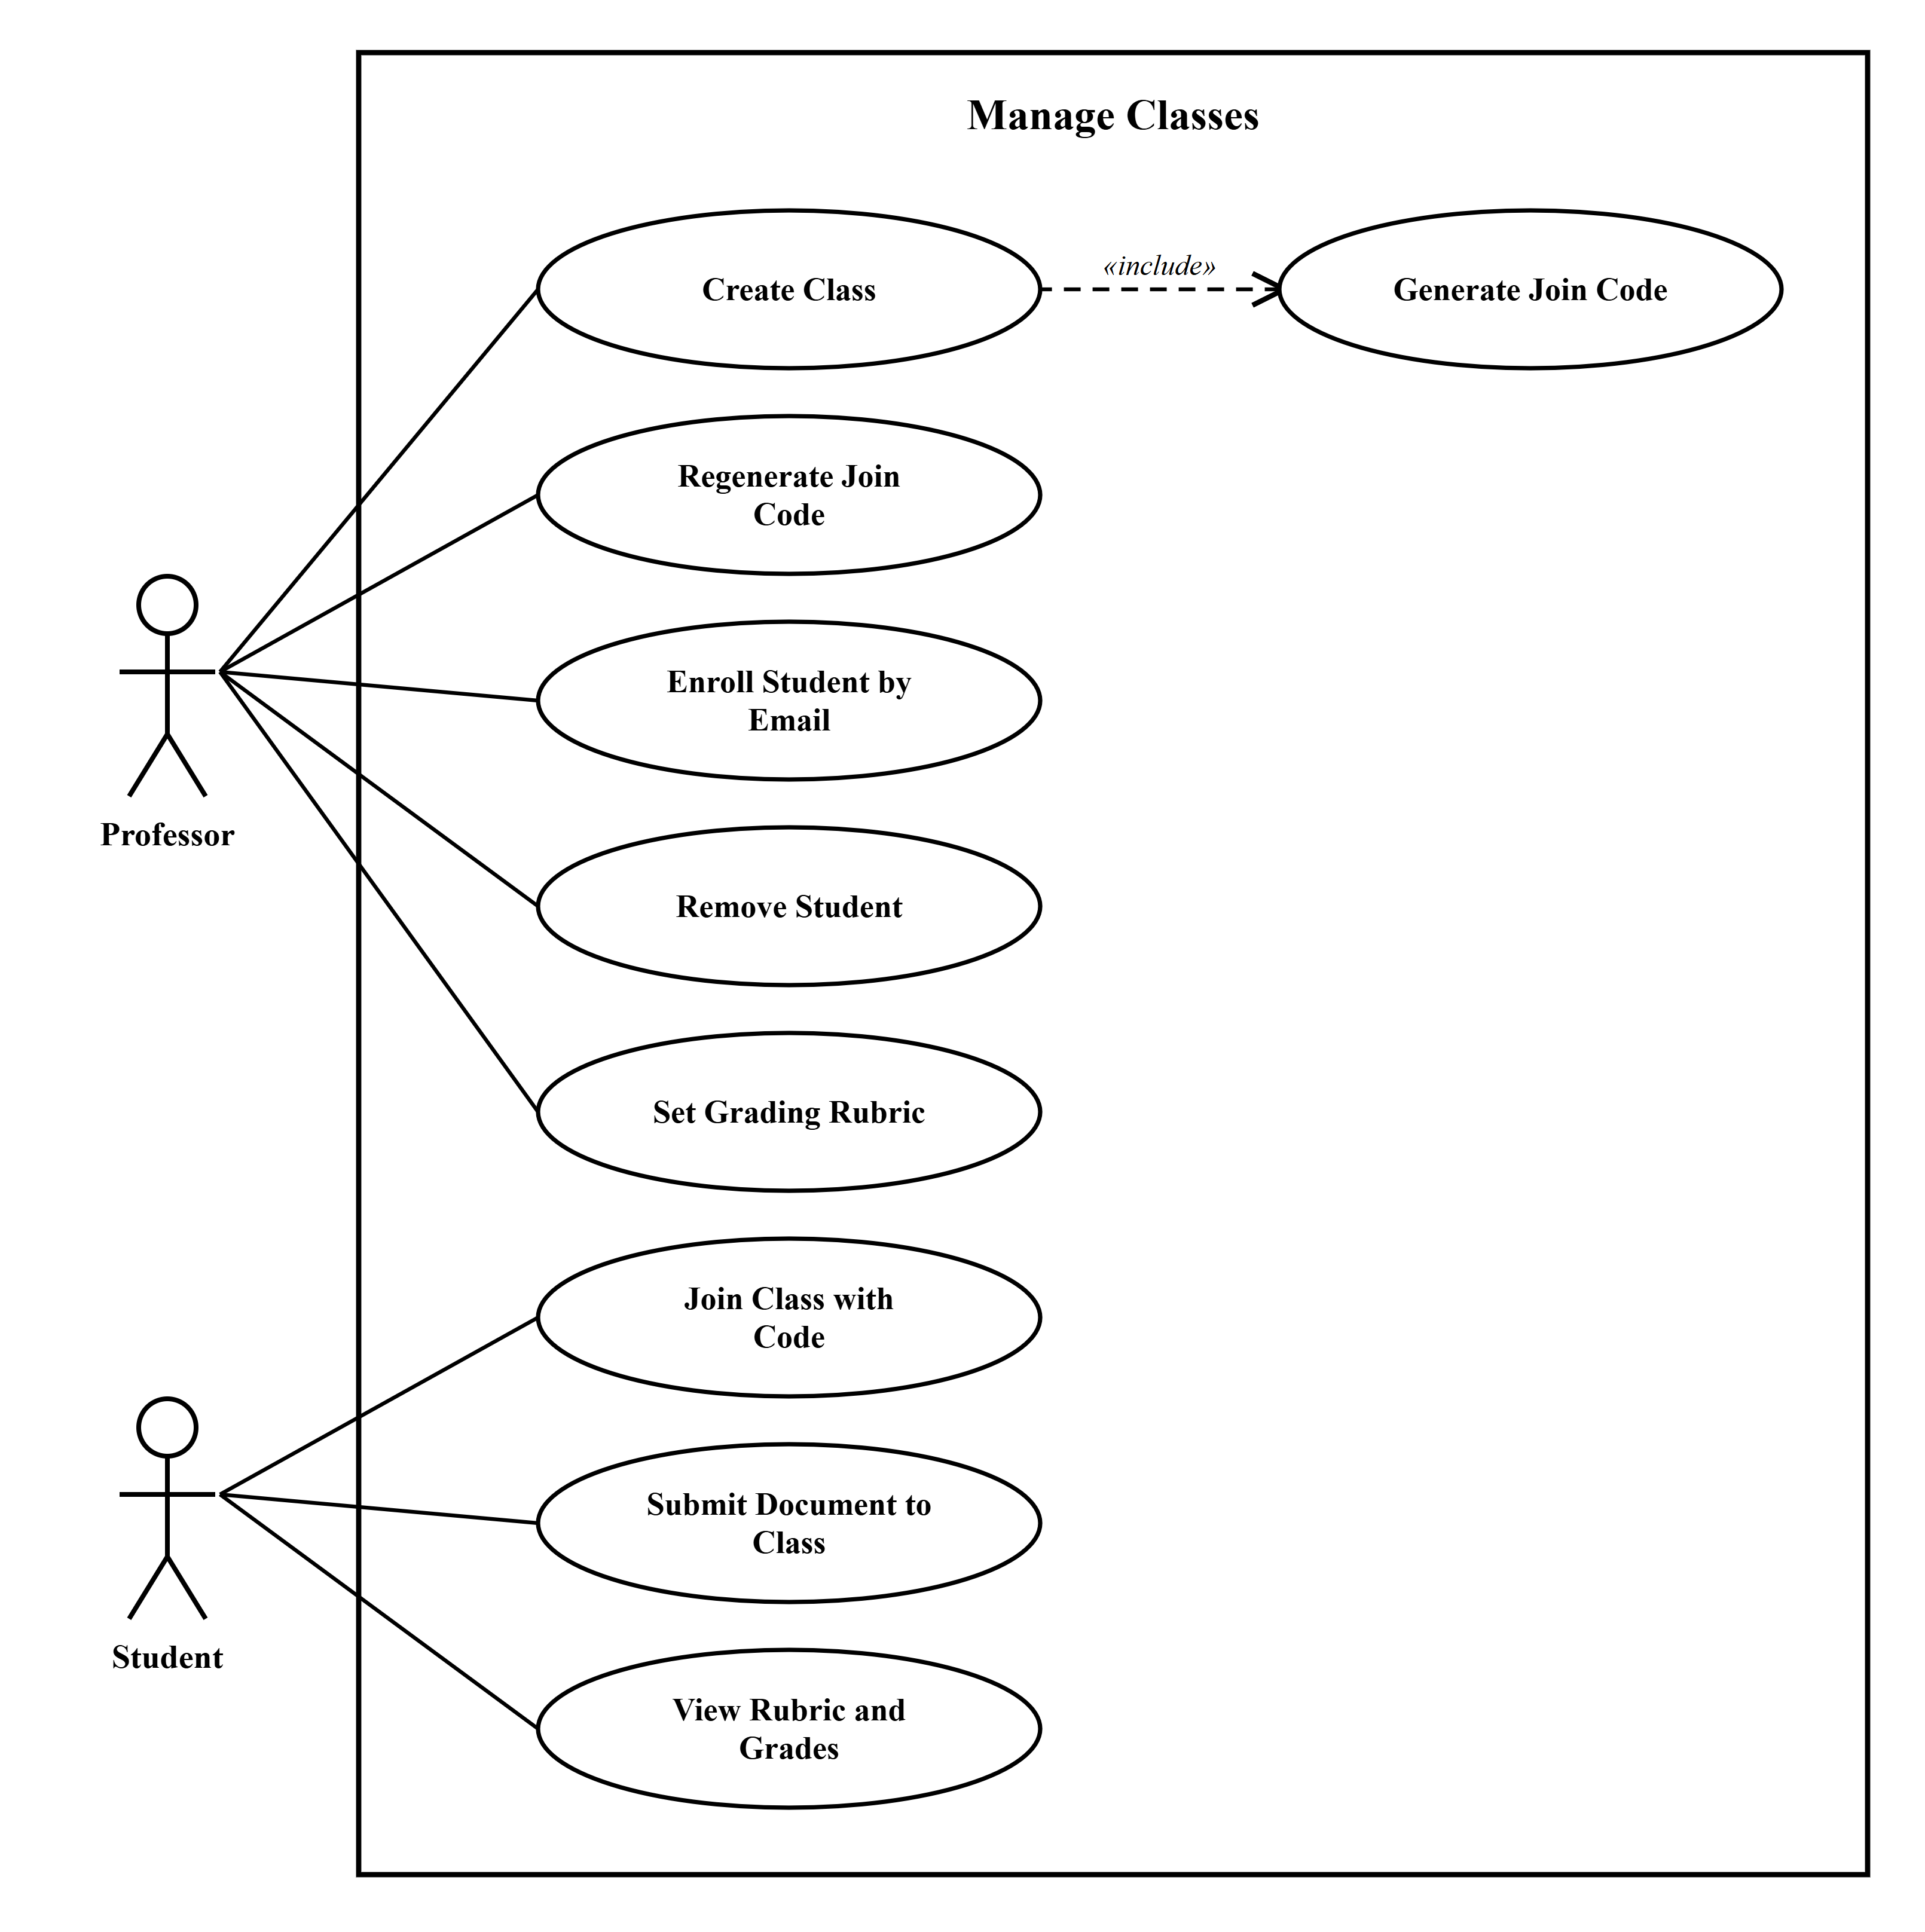 Manage Classes
Create Class
«include»
Generate Join Code
Regenerate Join
Code
Enroll Student by
Email
Professor
Remove Student
Set Grading Rubric
Join Class with
Code
Submit Document to
Class
Student
View Rubric and
Grades